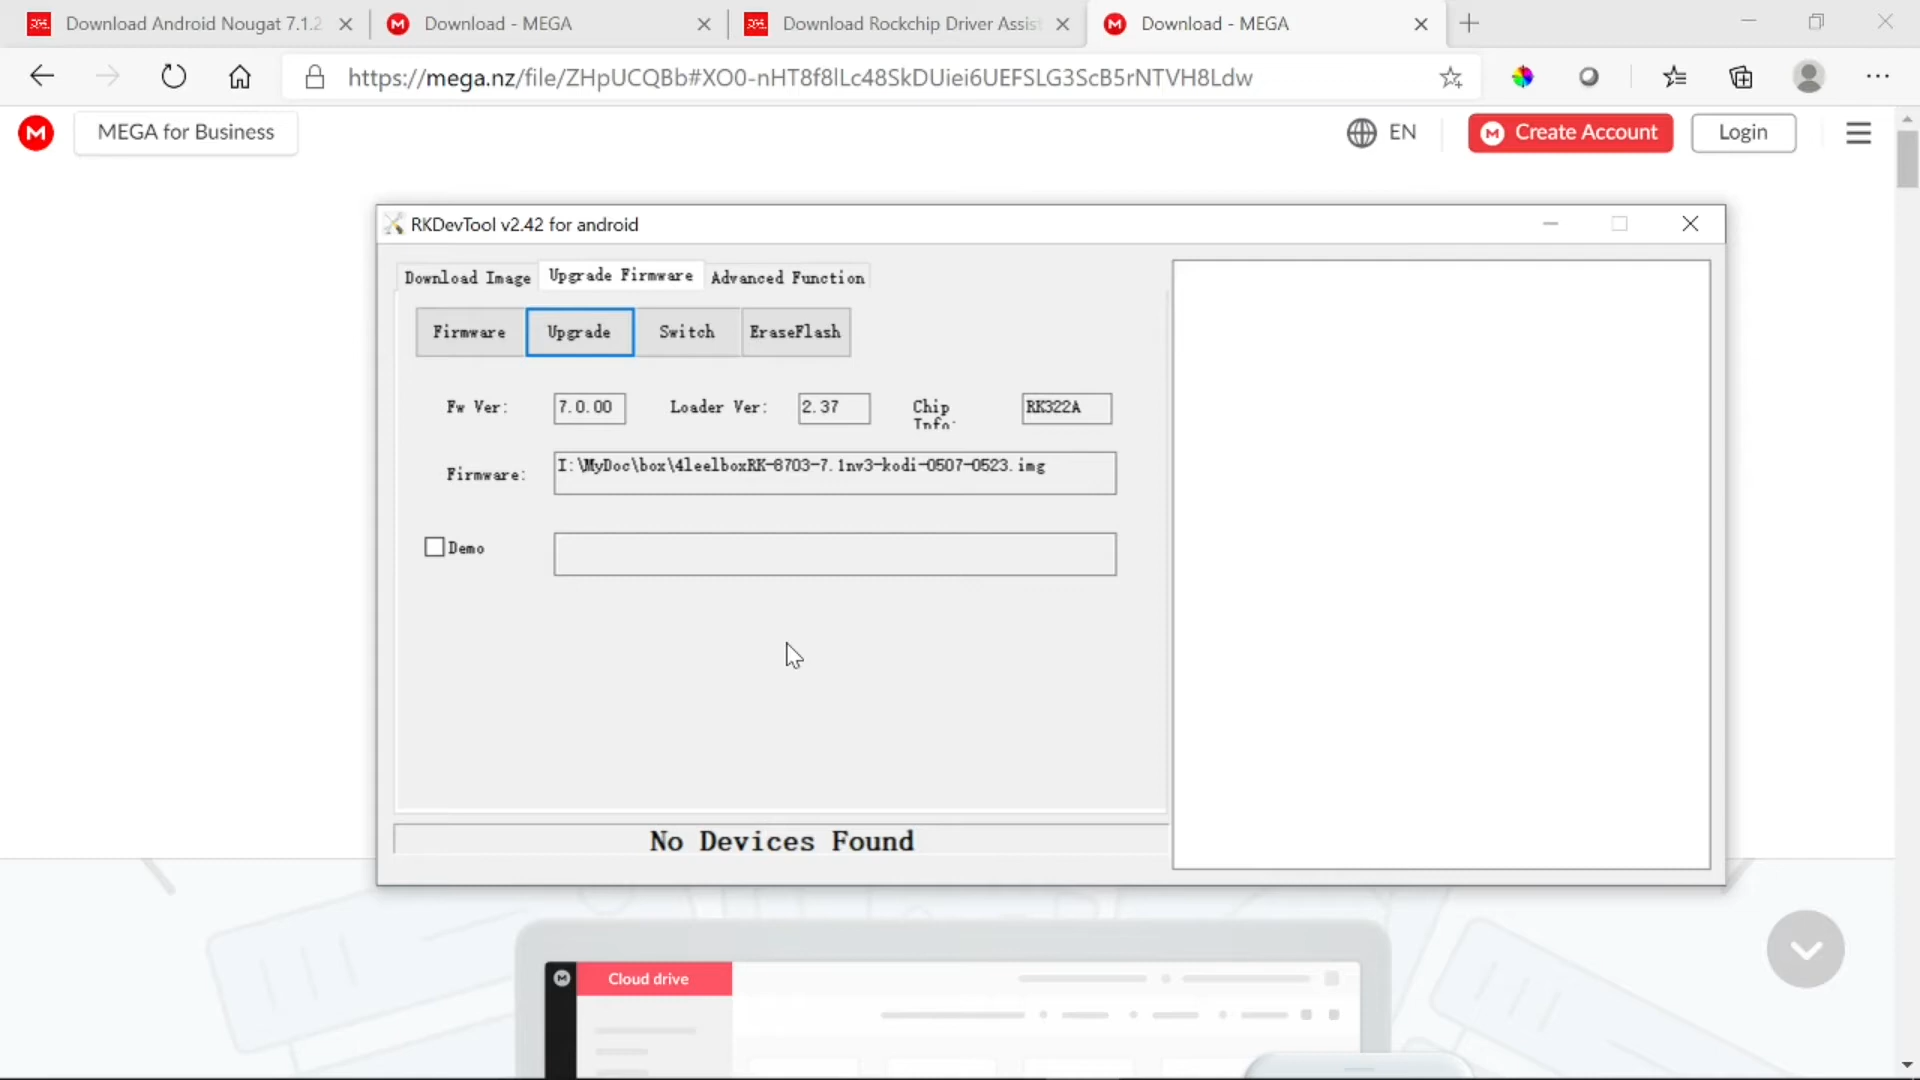 Download Android Nougat 7.1.2
Download - MEGA
Download Rockchip Driver Assist
Download - MEGA
https://mega.nz/file/ZHpUCQBb#XO0-nHT8f8lLc48SkDUiei6UEFSLG3ScB5rNTVH8Ldw
MEGA for Business
EN
Create Account
Login
RKDevTool v2.42 for android
Download Image
Upgrade Firmware
Advanced Function
Firmware
Upgrade
Switch
EraseFlash
Fw Ver:
7.0.00
Loader Ver:
2.37
Chip
Info:
RK322A
Firmware:
I:\MyDoc\box\4leelboxRK-8703-7.1nv3-kodi-0507-0523.img
Demo
No Devices Found
Cloud drive